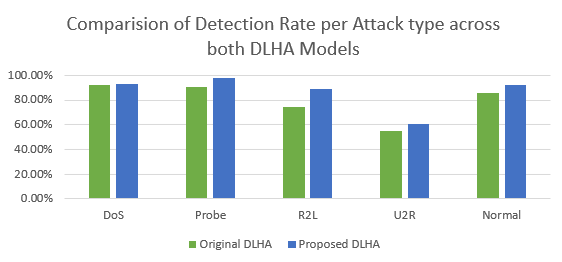 Comparision of Detection Rate per Attack type across
both DLHA Models
100.00%
80.00%
60.00%
40.00%
20.00%
0.00%
DoS Probe R2L U2R Normal
Original DLHA Proposed DLHA